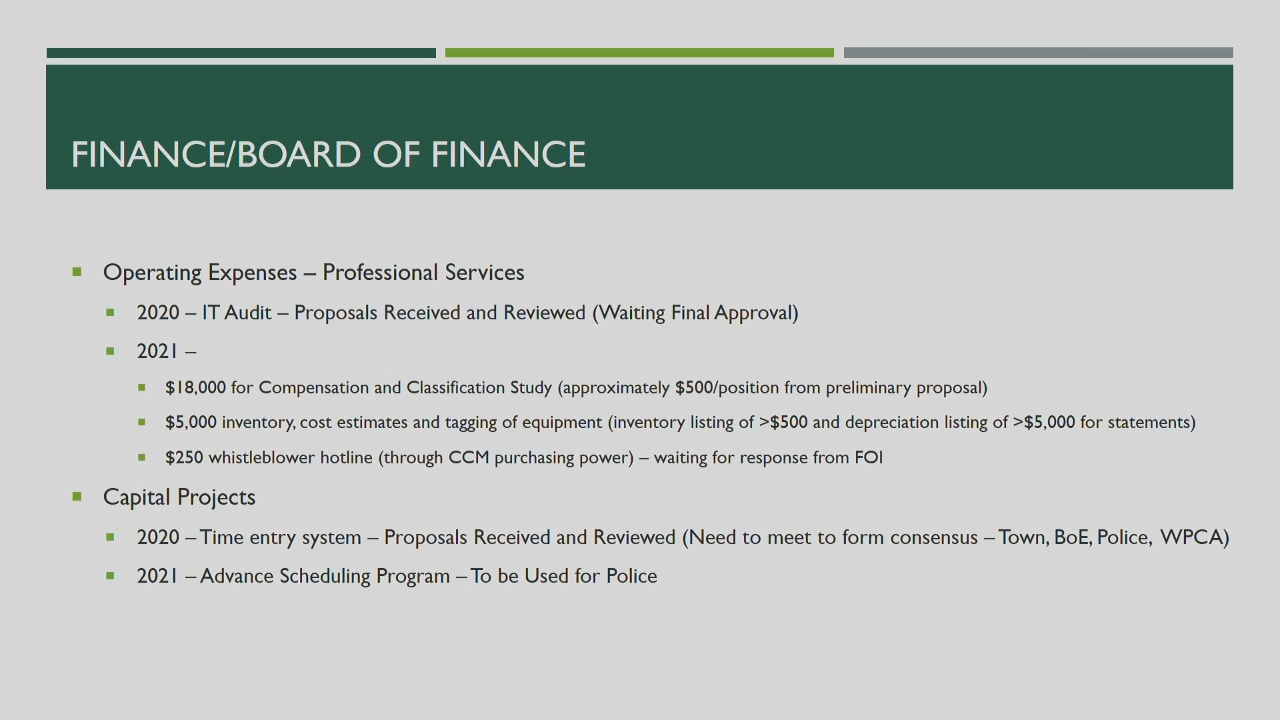 FINANCE/BOARD OF FINANCE
Operating Expenses – Professional Services
2020 – IT Audit – Proposals Received and Reviewed (Waiting Final Approval)
2021 –
$18,000 for Compensation and Classification Study (approximately $500/position from preliminary proposal)
$5,000 inventory, cost estimates and tagging of equipment (inventory listing of >$500 and depreciation listing of >$5,000 for statements)
$250 whistleblower hotline (through CCM purchasing power) – waiting for response from FOI
Capital Projects
2020 – Time entry system – Proposals Received and Reviewed (Need to meet to form consensus – Town, BoE, Police, WPCA)
2021 – Advance Scheduling Program – To be Used for Police